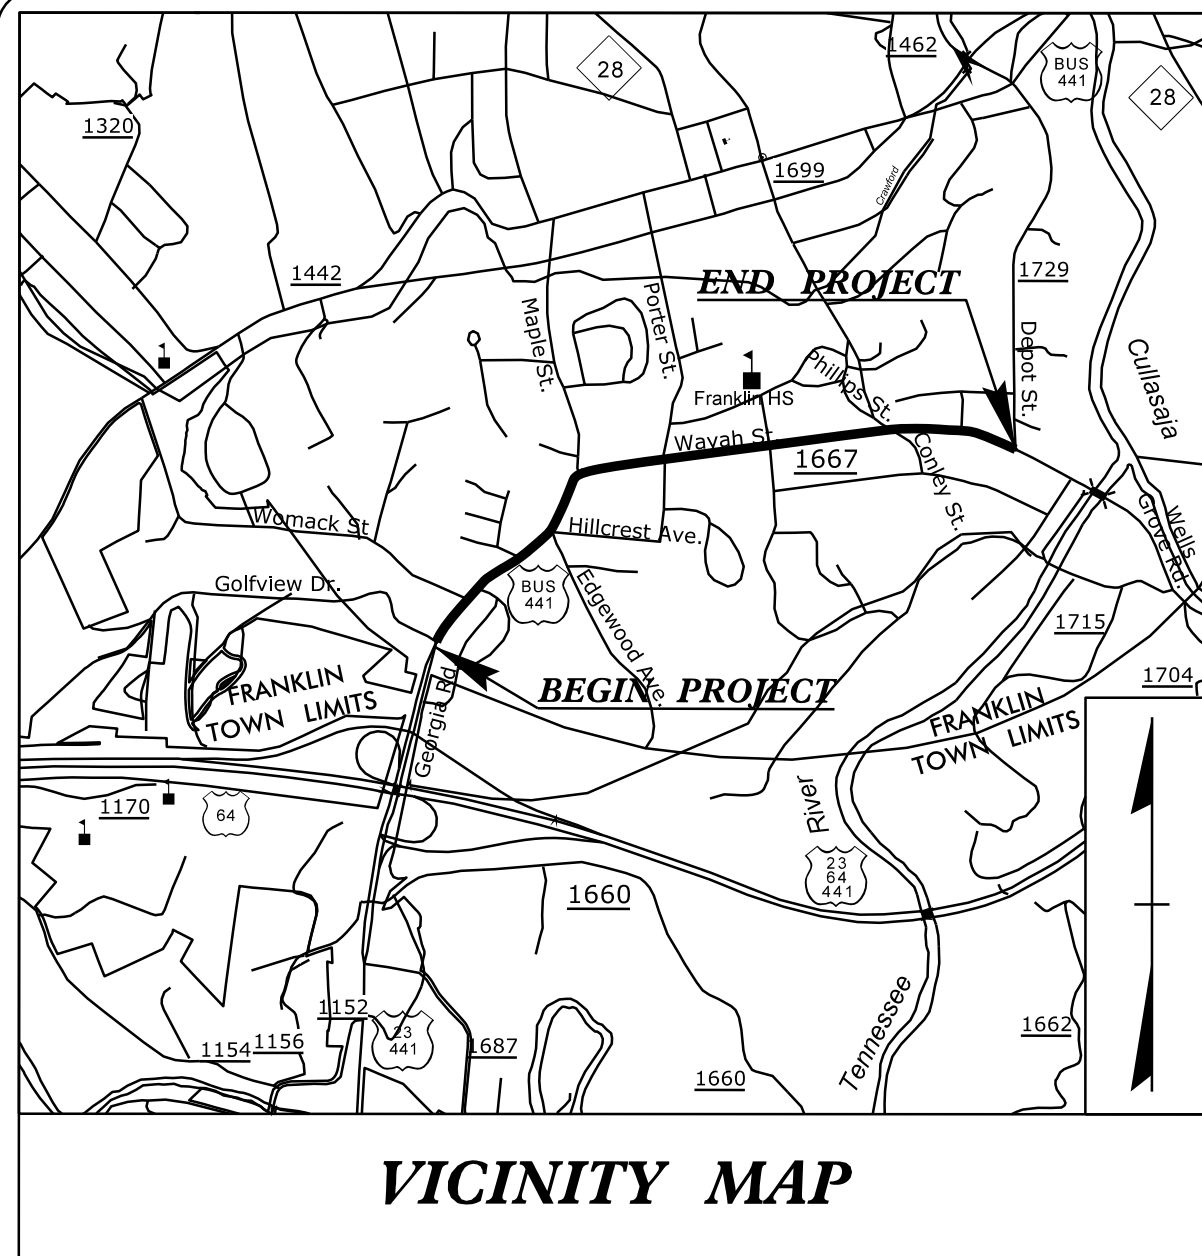 1462
BUS
441
28
28
1320
1699
Crawford
1442
END PROJECT
1729
Maple St.
Porter St.
Depot St.
Cullasaja
Phillips St.
Franklin HS
Wayah St.
1667
Conley St.
Womack St
Hillcrest Ave.
Wells
Grove Rd.
Golfview Dr.
BUS
441
Edgewood Ave.
1715
1704
FRANKLIN
TOWN LIMITS
Georgia Rd
BEGIN PROJECT
FRANKLIN
TOWN LIMITS
1170
64
River
23
64
441
1660
Tennessee
1152
23
441
1154
1156
1687
1662
1660
VICINITY MAP